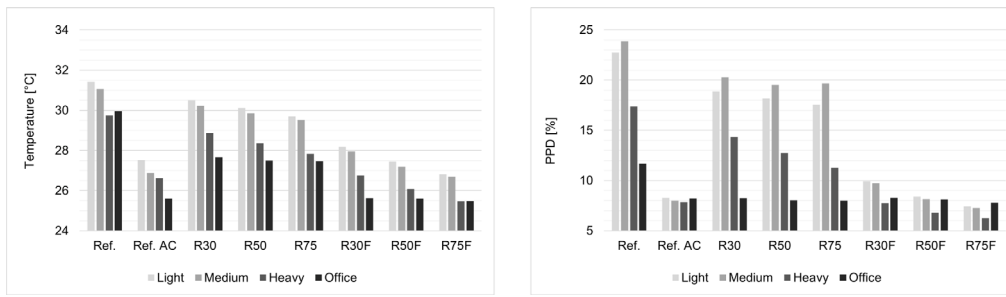 34
32
30
28
26
24
Temperature [°C]
Ref. Ref. AC R30 R50 R75 R30F R50F R75F
Light Medium Heavy Office
25
20
15
10
5
PPD [%]
Ref. Ref. AC R30 R50 R75 R30F R50F R75F
Light Medium Heavy Office